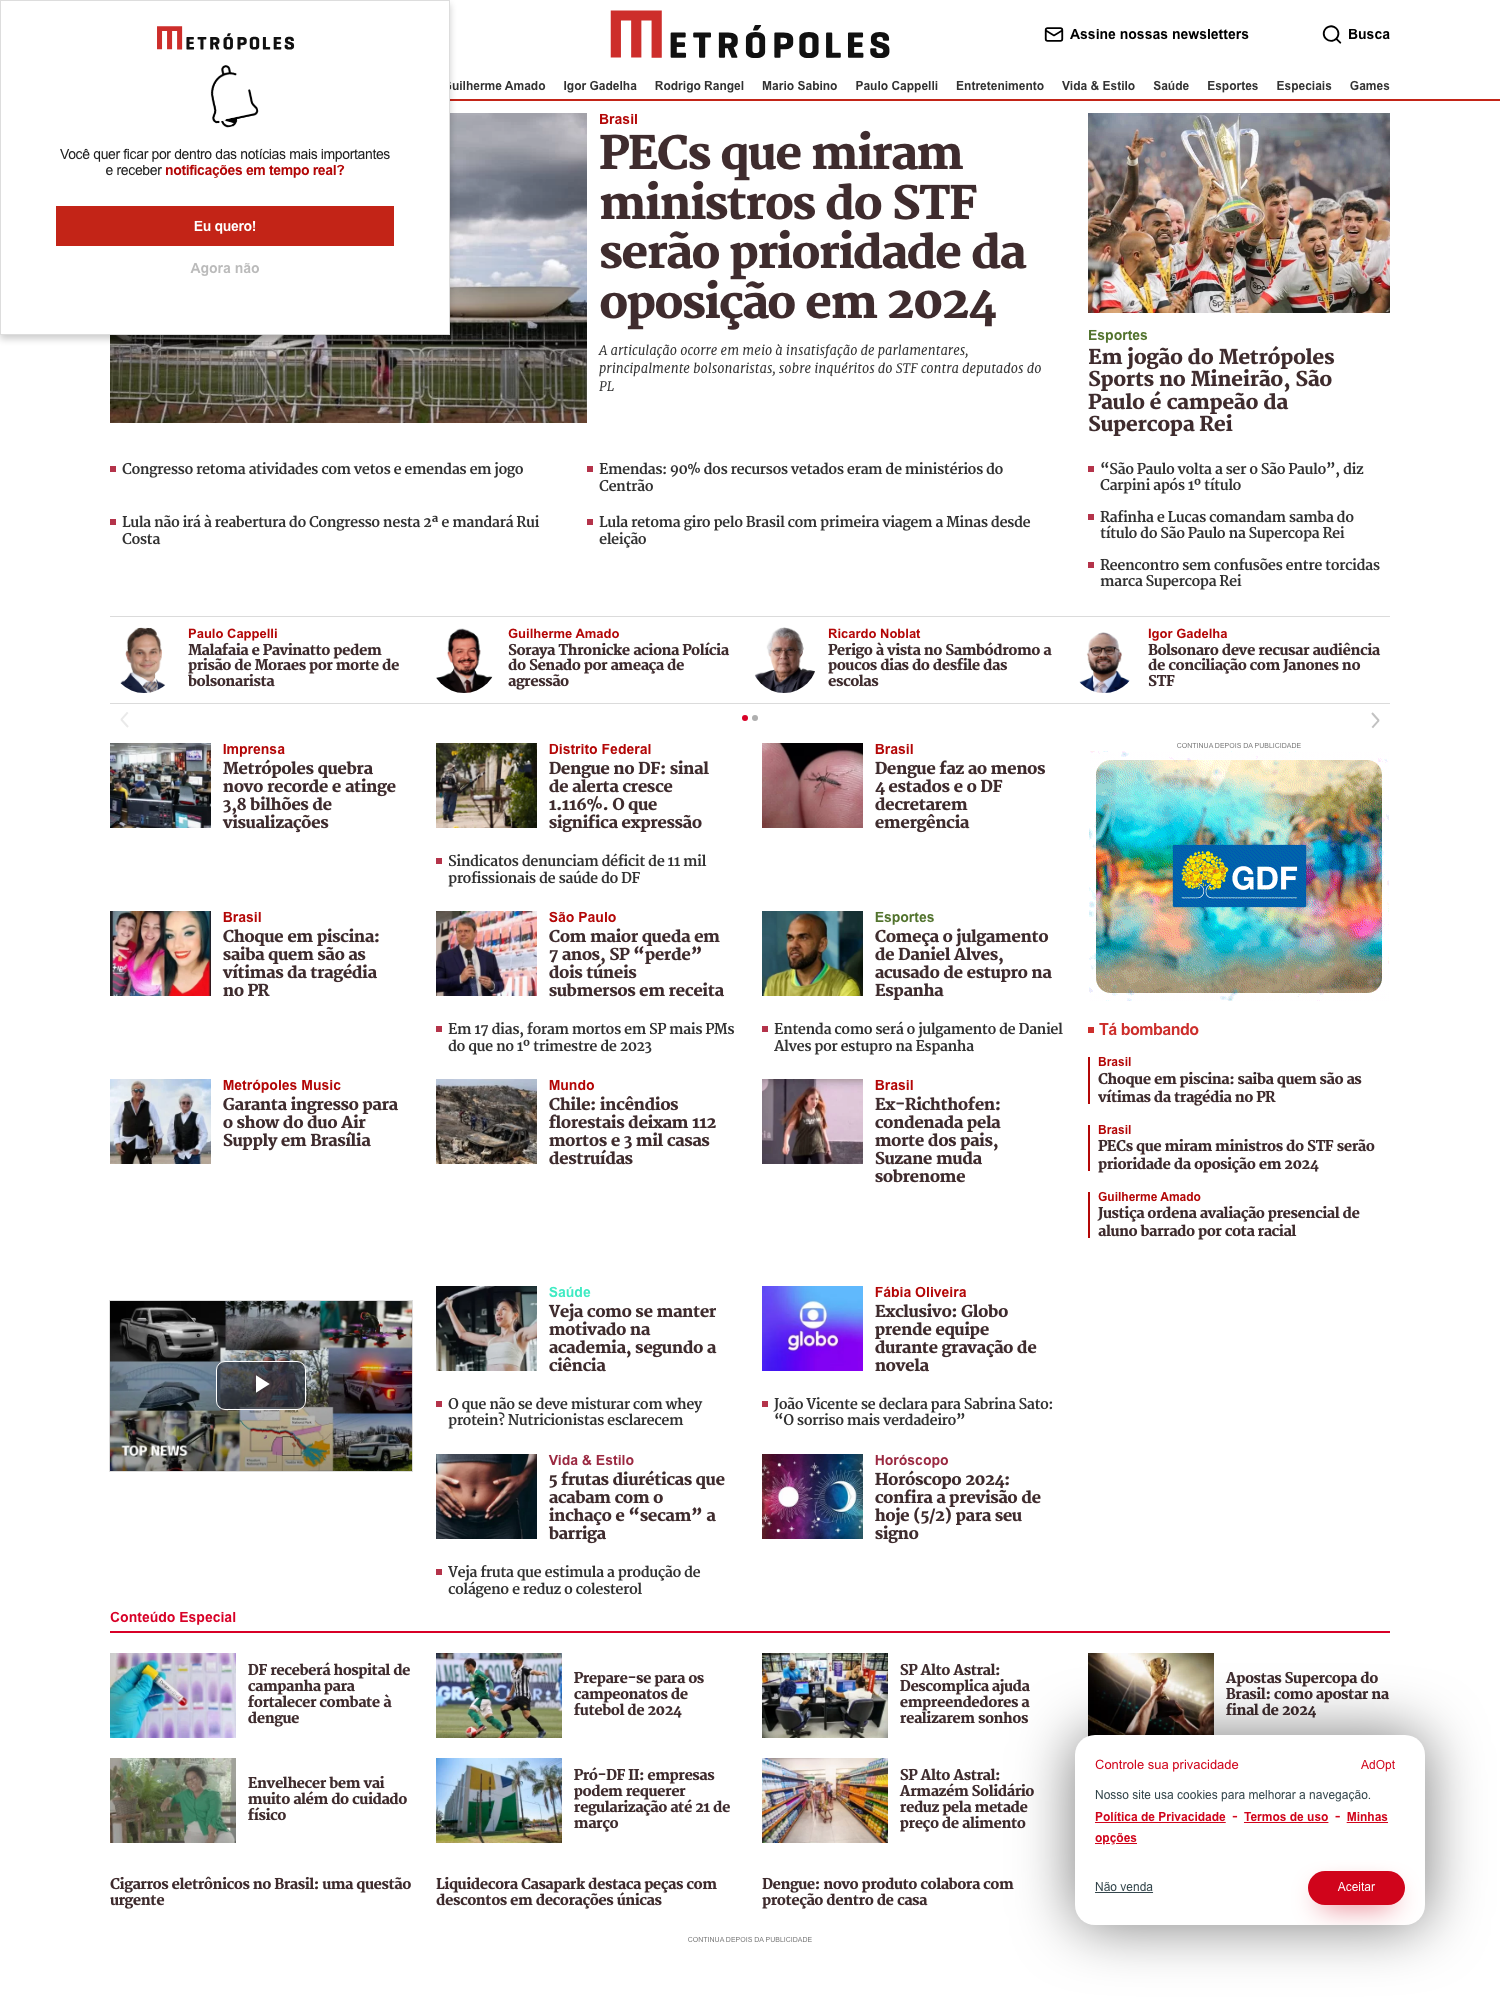 METRÓPOLES
Você quer ficar por dentro das notícias mais importantes
e receber notificações em tempo real?
Eu quero!
Agora não
METRÓPOLES
Assine nossas newsletters
Busca
Guilherme Amado Igor Gadelha Rodrigo Rangel Mario Sabino Paulo Cappelli Entretenimento Vida & Estilo Saúde Esportes Especiais Games
Brasil
PECs que miram
ministros do STF
serão prioridade da
oposição em 2024
A articulação ocorre em meio à insatisfação de parlamentares,
principalmente bolsonaristas, sobre inquéritos do STF contra deputados do
PL
Esportes
Em jogão do Metrópoles
Sports no Mineirão, São
Paulo é campeão da
Supercopa Rei
Congresso retoma atividades com vetos e emendas em jogo
Emendas: 90% dos recursos vetados eram de ministérios do
Centrão
Lula não irá à reabertura do Congresso nesta 2ª e mandará Rui
Costa
Lula retoma giro pelo Brasil com primeira viagem a Minas desde
eleição
“São Paulo volta a ser o São Paulo”, diz
Carpini após 1º título
Rafinha e Lucas comandam samba do
título do São Paulo na Supercopa Rei
Reencontro sem confusões entre torcidas
marca Supercopa Rei
Paulo Cappelli
Malafaia e Pavinatto pedem
prisão de Moraes por morte de
bolsonarista
Guilherme Amado
Soraya Thronicke aciona Polícia
do Senado por ameaça de
agressão
Ricardo Noblat
Perigo à vista no Sambódromo a
poucos dias do desfile das
escolas
Igor Gadelha
Bolsonaro deve recusar audiência
de conciliação com Janones no
STF
Imprensa
Metrópoles quebra
novo recorde e atinge
3,8 bilhões de
visualizações
Distrito Federal
Dengue no DF: sinal
de alerta cresce
1.116%. O que
significa expressão
Sindicatos denunciam déficit de 11 mil
profissionais de saúde do DF
Brasil
Dengue faz ao menos
4 estados e o DF
decretarem
emergência
CONTINUA DEPOIS DA PUBLICIDADE
GDF
Brasil
Choque em piscina:
saiba quem são as
vítimas da tragédia
no PR
São Paulo
Com maior queda em
7 anos, SP “perde”
dois túneis
submersos em receita
Em 17 dias, foram mortos em SP mais PMs
do que no 1º trimestre de 2023
Esportes
Começa o julgamento
de Daniel Alves,
acusado de estupro na
Espanha
Entenda como será o julgamento de Daniel
Alves por estupro na Espanha
Tá bombando
Brasil
Choque em piscina: saiba quem são as
vítimas da tragédia no PR
Brasil
PECs que miram ministros do STF serão
prioridade da oposição em 2024
Guilherme Amado
Justiça ordena avaliação presencial de
aluno barrado por cota racial
Metrópoles Music
Garanta ingresso para
o show do duo Air
Supply em Brasília
Mundo
Chile: incêndios
florestais deixam 112
mortos e 3 mil casas
destruídas
Brasil
Ex-Richthofen:
condenada pela
morte dos pais,
Suzane muda
sobrenome
TOP NEWS
Saúde
Veja como se manter
motivado na
academia, segundo a
ciência
O que não se deve misturar com whey
protein? Nutricionistas esclarecem
globo
Fábia Oliveira
Exclusivo: Globo
prende equipe
durante gravação de
novela
João Vicente se declara para Sabrina Sato:
“O sorriso mais verdadeiro”
Vida & Estilo
5 frutas diuréticas que
acabam com o
inchaço e “secam” a
barriga
Veja fruta que estimula a produção de
colágeno e reduz o colesterol
Horóscopo
Horóscopo 2024:
confira a previsão de
hoje (5/2) para seu
signo
Conteúdo Especial
DF receberá hospital de
campanha para
fortalecer combate à
dengue
Prepare-se para os
campeonatos de
futebol de 2024
SP Alto Astral:
Descomplica ajuda
empreendedores a
realizarem sonhos
Apostas Supercopa do
Brasil: como apostar na
final de 2024
Envelhecer bem vai
muito além do cuidado
físico
Pró-DF II: empresas
podem requerer
regularização até 21 de
março
SP Alto Astral:
Armazém Solidário
reduz pela metade
preço de alimento
Cigarros eletrônicos no Brasil: uma questão
urgente
Liquidecora Casapark destaca peças com
descontos em decorações únicas
Dengue: novo produto colabora com
proteção dentro de casa
Controle sua privacidade
AdOpt
Nosso site usa cookies para melhorar a navegação.
Política de Privacidade - Termos de uso - Minhas
opções
Não venda
Aceitar
CONTINUA DEPOIS DA PUBLICIDADE